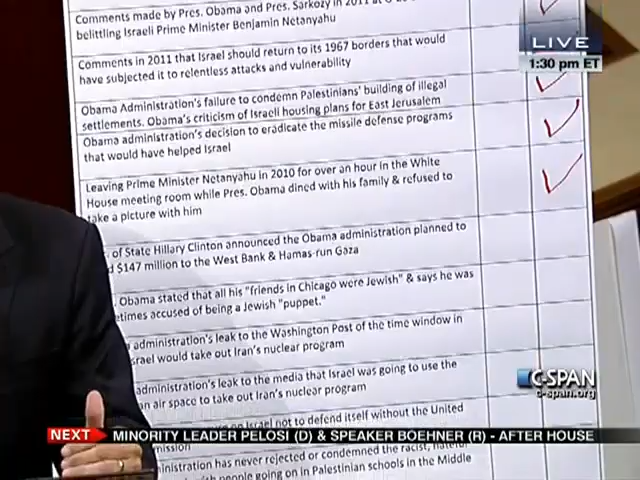 Comments made by Pres. Obama and Pres. Sarkozy in 2011 at
belittling Israeli Prime Minister Benjamin Netanyahu
Comments in 2011 that Israel should return to its 1967 borders that would
have subjected it to relentless attacks and vulnerability
Obama Administration's failure to condemn Palestinians' building of illegal
settlements. Obama's criticism of Israeli housing plans for East Jerusalem
Obama administration's decision to eradicate the missile defense programs
that would have helped Israel
Leaving Prime Minister Netanyahu in 2010 for over an hour in the White
House meeting room while Pres. Obama dined with his family & refused to
take a picture with him
of State Hillary Clinton announced the Obama administration planned to
$147 million to the West Bank & Hamas-run Gaza
Obama stated that all his "friends in Chicago were Jewish" & says he was
etimes accused of being a Jewish "puppet."
administration's leak to the Washington Post of the time window in
srael would take out Iran's nuclear program
administration's leak to the media that Israel was going to use the
an air space to take out Iran's nuclear program
on Israel not to defend itself without the United
mission
inistration has never rejected or condemned the racist, hateful
people going on in Palestinian schools in the Middle
LIVE
1:30 pm ET
C-SPAN
c-span.org
NEXT MINORITY LEADER PELOSI (D) & SPEAKER BOEHNER (R) - AFTER HOUSE